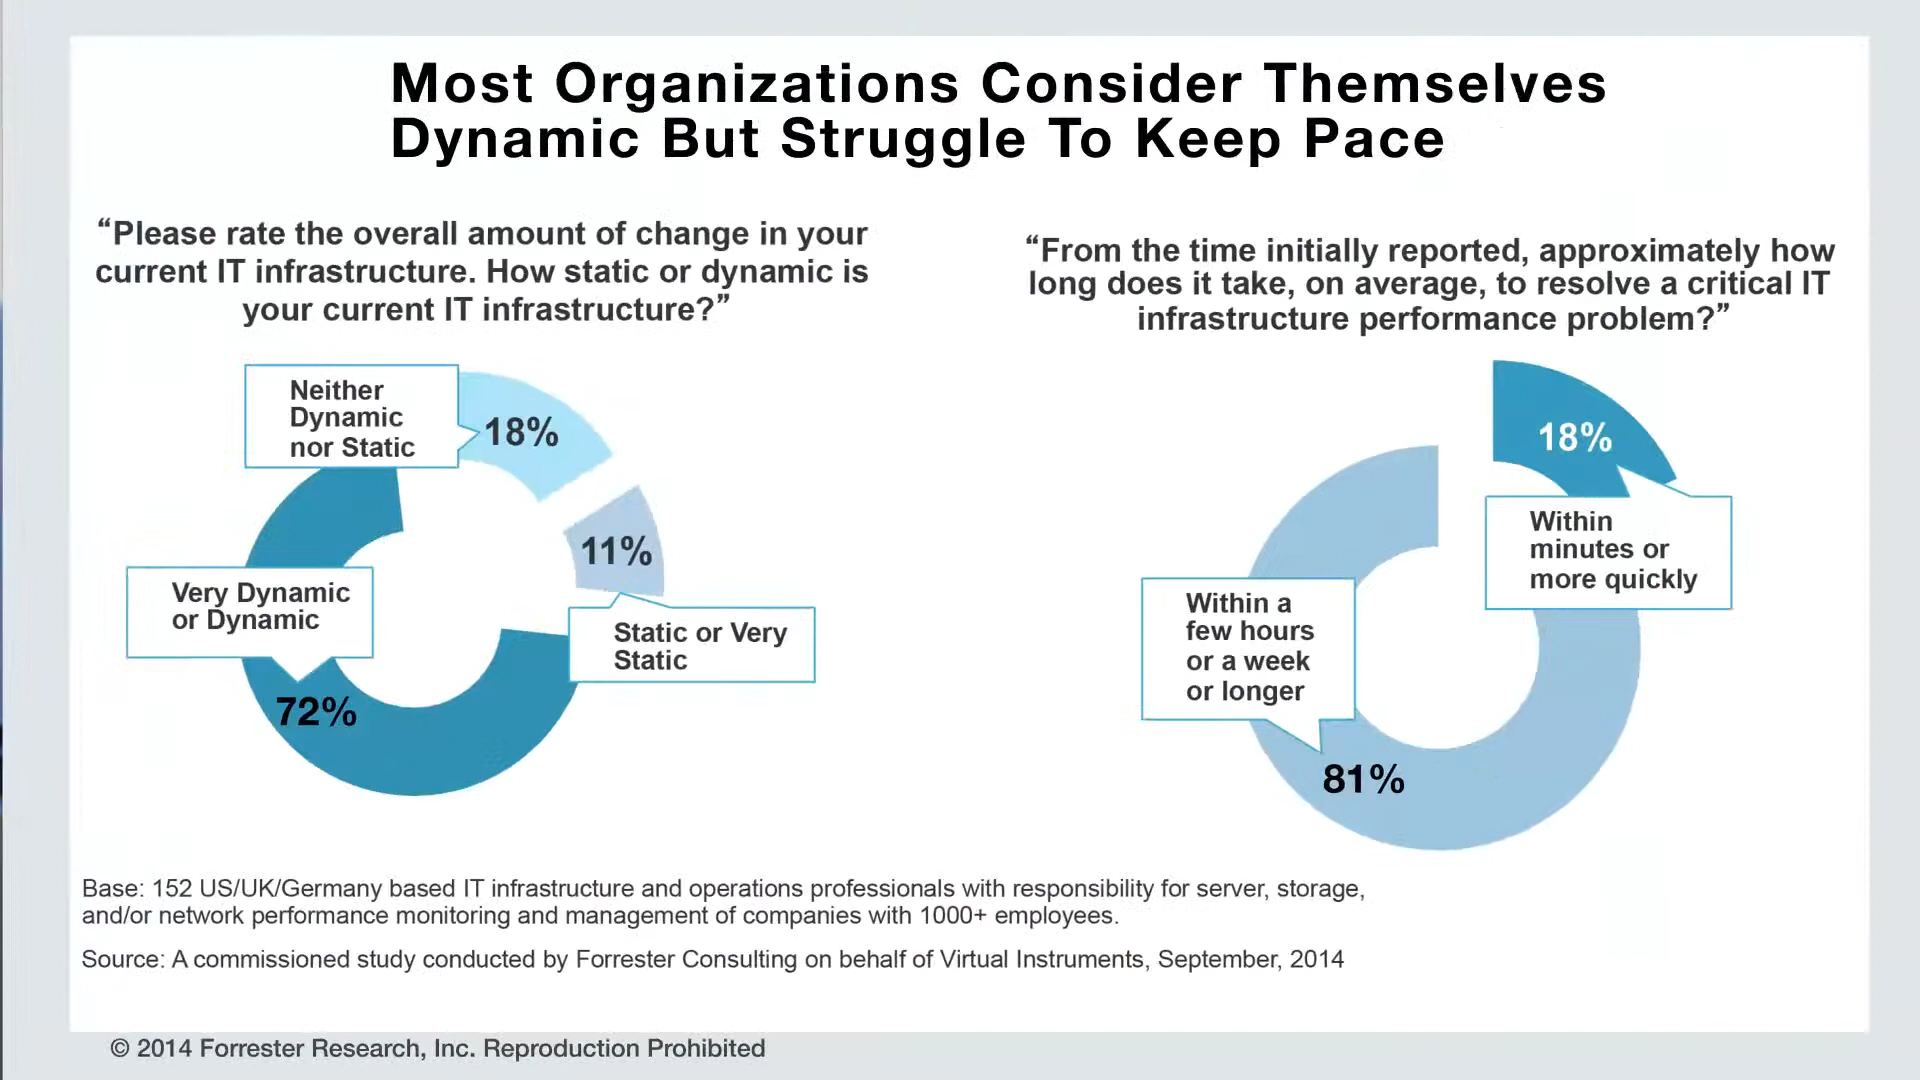 Most Organizations Consider Themselves
Dynamic But Struggle To Keep Pace
“Please rate the overall amount of change in your
current IT infrastructure. How static or dynamic is
your current IT infrastructure?”
Neither
Dynamic
nor Static
18%
11%
Very Dynamic
or Dynamic
Static or Very
Static
72%
“From the time initially reported, approximately how
long does it take, on average, to resolve a critical IT
infrastructure performance problem?”
18%
Within
minutes or
more quickly
Within a
few hours
or a week
or longer
81%
Base: 152 US/UK/Germany based IT infrastructure and operations professionals with responsibility for server, storage,
and/or network performance monitoring and management of companies with 1000+ employees.
Source: A commissioned study conducted by Forrester Consulting on behalf of Virtual Instruments, September, 2014
© 2014 Forrester Research, Inc. Reproduction Prohibited